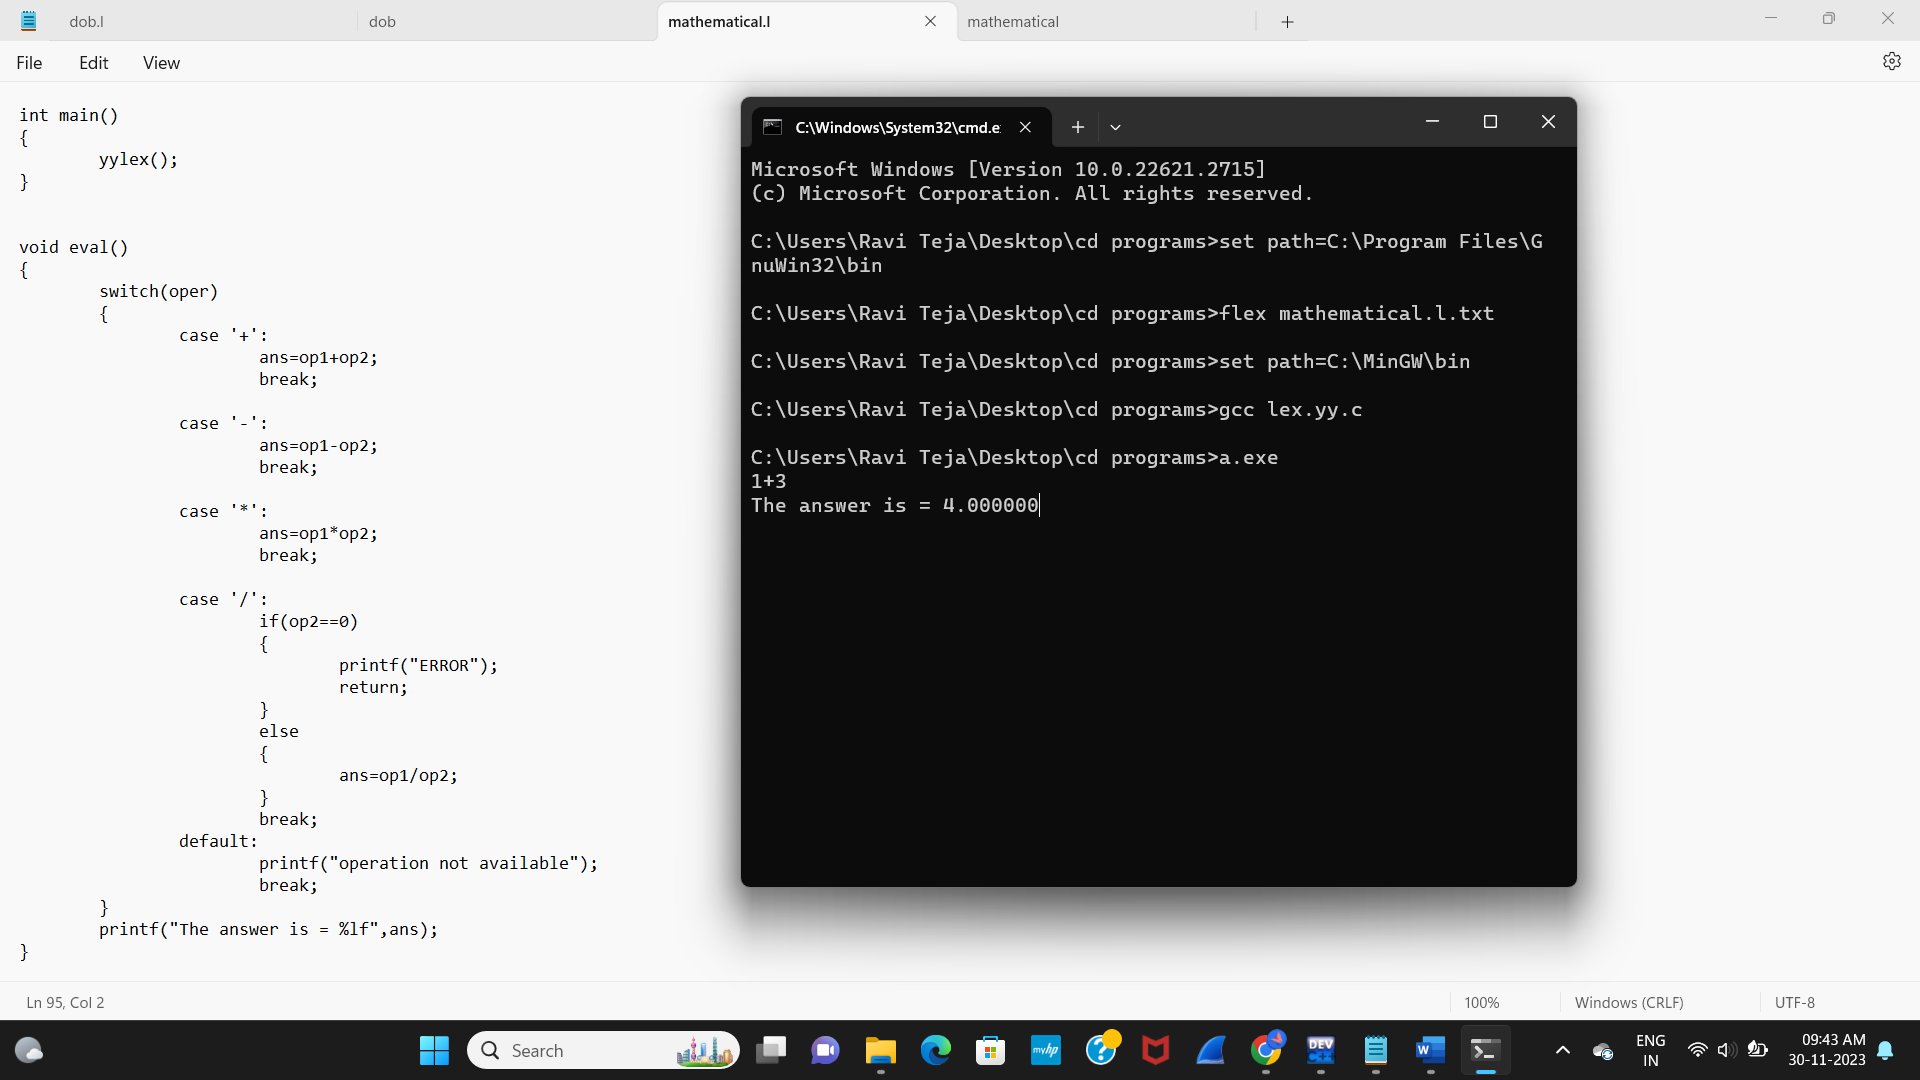 dob.l
dob
mathematical.l
mathematical
File
Edit
View
int main()
{
yylex();
}
void eval()
{
switch(oper)
{
case '+':
ans=op1+op2;
break;
case '-':
ans=op1-op2;
break;
case '*':
ans=op1*op2;
break;
case '/':
if(op2==0)
{
printf("ERROR");
return;
}
else
{
ans=op1/op2;
}
break;
default:
printf("operation not available");
break;
}
printf("The answer is = %lf",ans);
}
C:\Windows\System32\cmd.e
Microsoft Windows [Version 10.0.22621.2715]
(c) Microsoft Corporation. All rights reserved.
C:\Users\Ravi Teja\Desktop\cd programs>set path=C:\Program Files\G
nuWin32\bin
C:\Users\Ravi Teja\Desktop\cd programs>flex mathematical.l.txt
C:\Users\Ravi Teja\Desktop\cd programs>set path=C:\MinGW\bin
C:\Users\Ravi Teja\Desktop\cd programs>gcc lex.yy.c
C:\Users\Ravi Teja\Desktop\cd programs>a.exe
1+3
The answer is = 4.000000
Ln 95, Col 2
100%
Windows (CRLF)
UTF-8
Search
myhp
DEV
W
ENG
IN
09:43 AM
30-11-2023